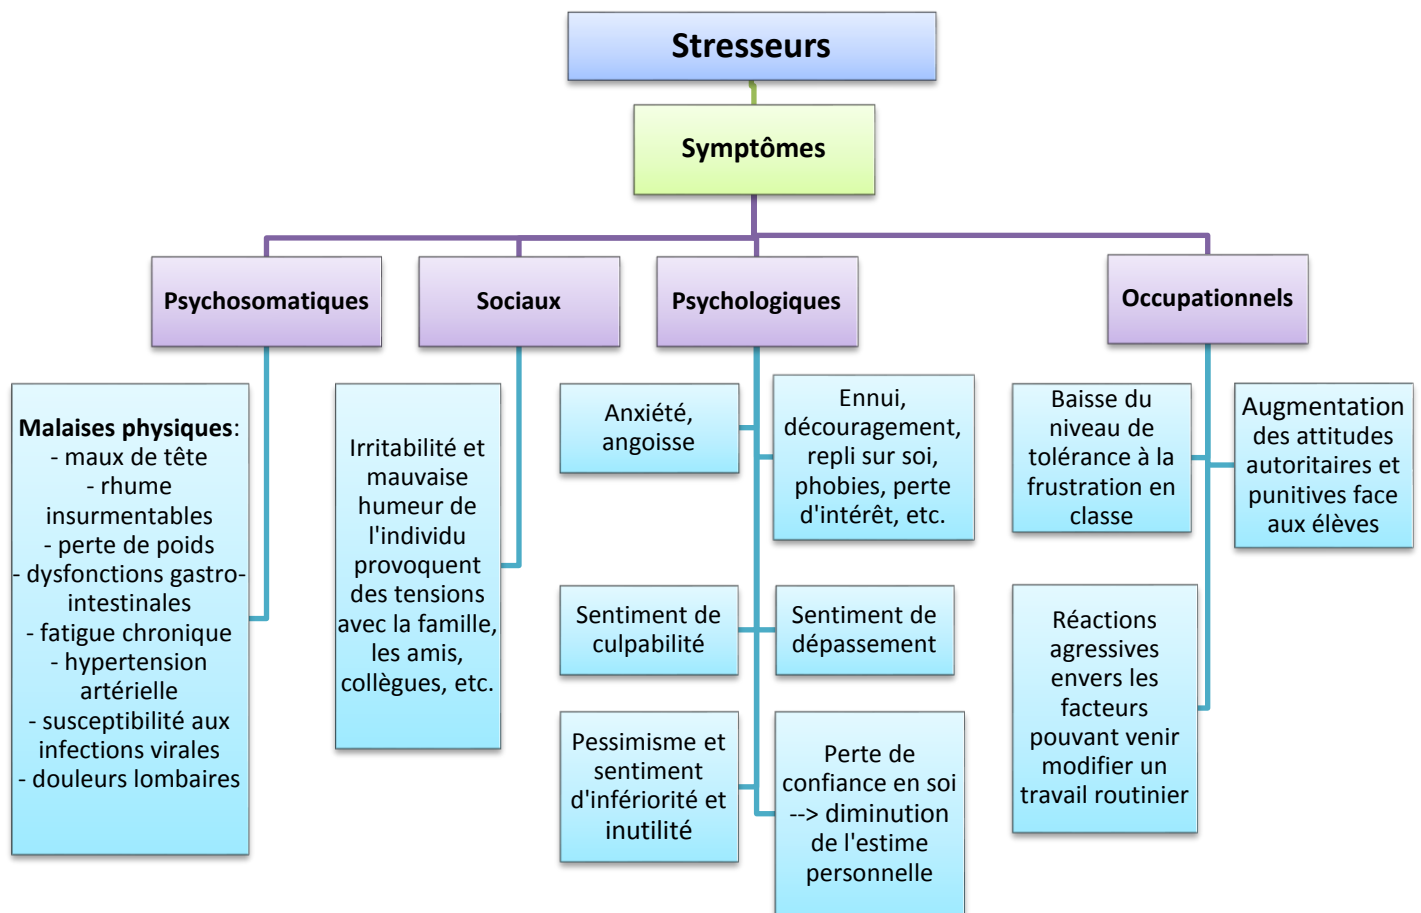 Stresseurs
Symptômes
Psychosomatiques
Sociaux
Psychologiques
Occupationnels
Malaises physiques:
- maux de tête
- rhume
insurmentables
- perte de poids
- dysfonctions gastro-
intestinales
- fatigue chronique
- hypertension
artérielle
- susceptibilité aux
infections virales
- douleurs lombaires
Irritabilité et
mauvaise
humeur de
l'individu
provoquent
des tensions
avec la famille,
les amis,
collègues, etc.
Anxiété,
angoisse
Ennui,
découragement,
repli sur soi,
phobies, perte
d'intérêt, etc.
Sentiment de
culpabilité
Sentiment de
dépassement
Pessimisme et
sentiment
d'infériorité et
inutilité
Perte de
confiance en soi
--> diminution
de l'estime
personnelle
Baisse du
niveau de
tolérance à la
frustration en
classe
Augmentation
des attitudes
autoritaires et
punitives face
aux élèves
Réactions
agressives
envers les
facteurs
pouvant venir
modifier un
travail routinier